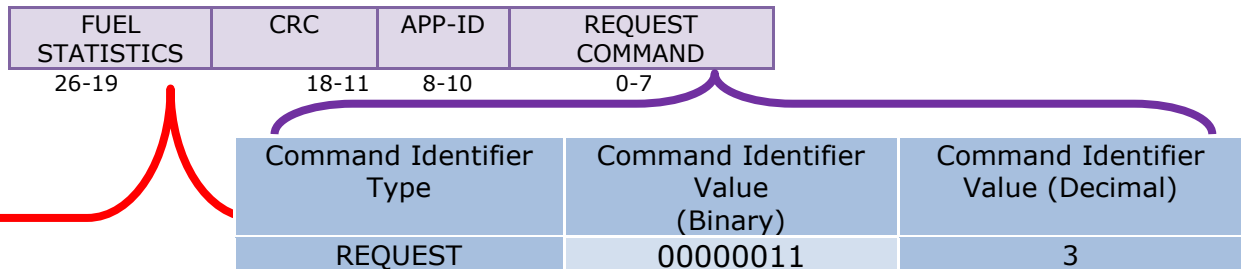 FUEL STATISTICS CRC APP-ID REQUEST COMMAND
26-19 18-11 8-10 0-7
Command Identifier Type Command Identifier Value (Binary) Command Identifier Value (Decimal)
REQUEST 00000011 3